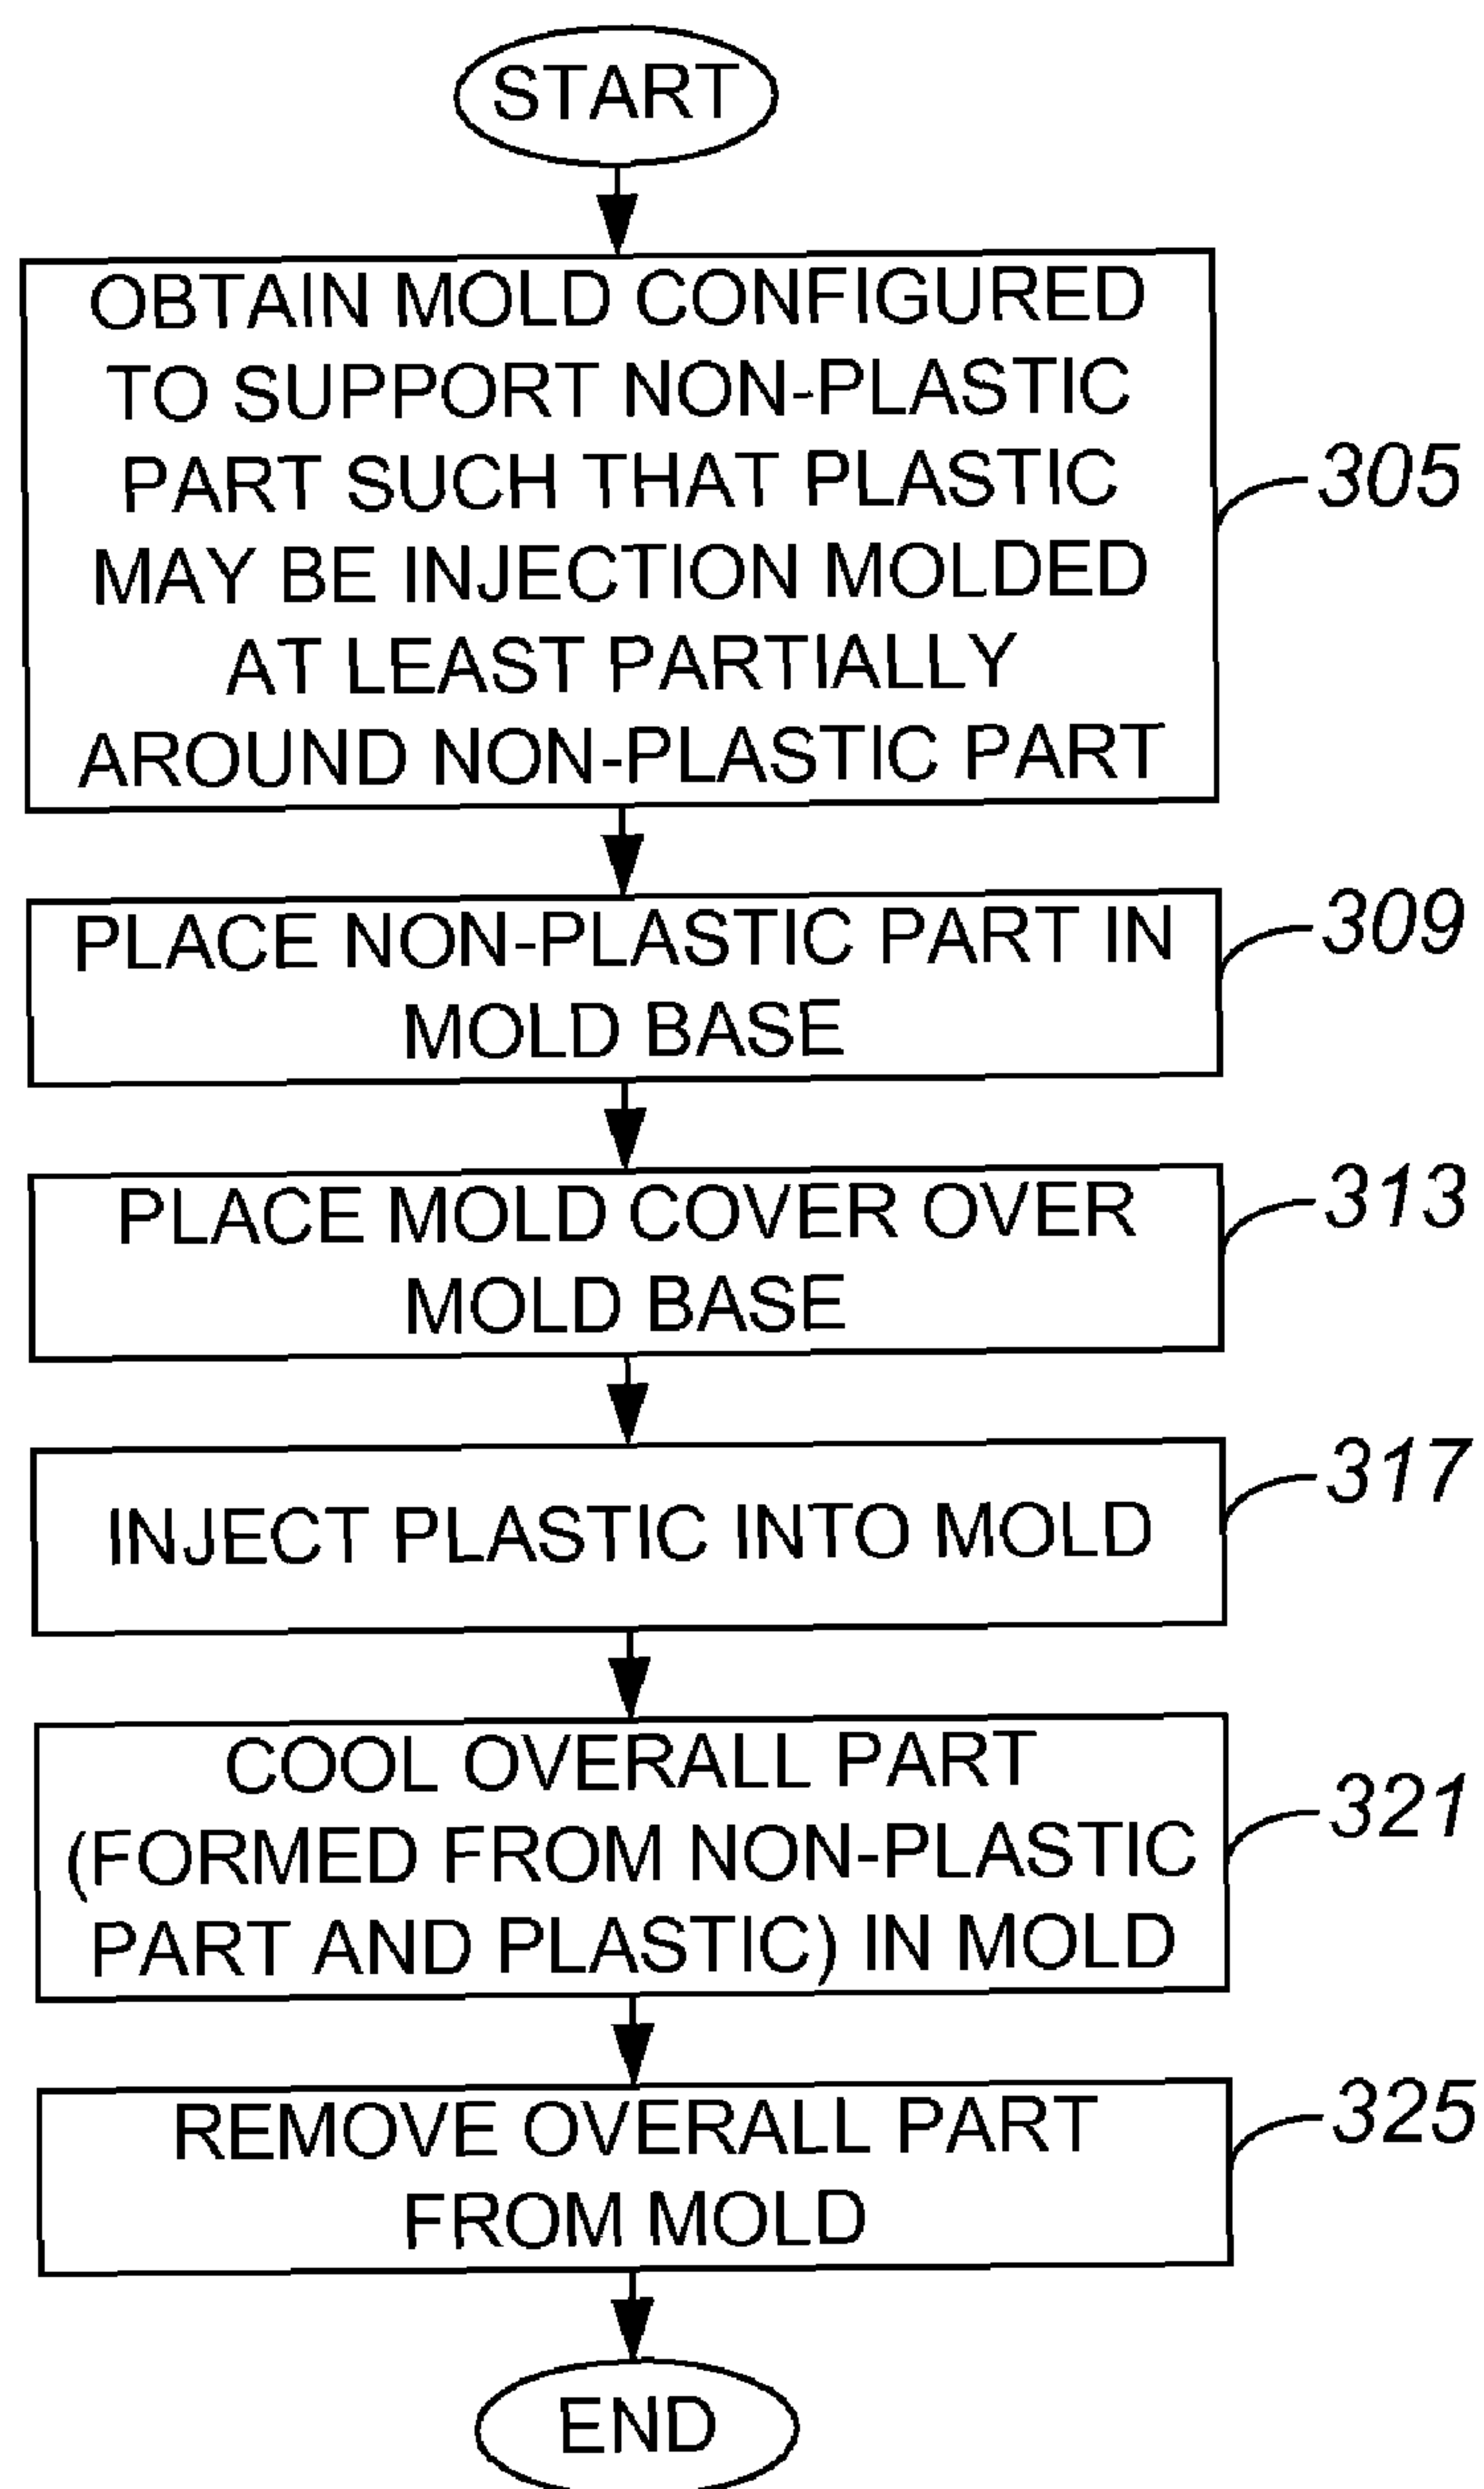 START
OBTAIN MOLD CONFIGURED
TO SUPPORT NON-PLASTIC
PART SUCH THAT PLASTIC
MAY BE INJECTION MOLDED
AT LEAST PARTIALLY
AROUND NON-PLASTIC PART
305
PLACE NON-PLASTIC PART IN
MOLD BASE
309
PLACE MOLD COVER OVER
MOLD BASE
313
INJECT PLASTIC INTO MOLD
317
COOL OVERALL PART
(FORMED FROM NON-PLASTIC
PART AND PLASTIC) IN MOLD
321
REMOVE OVERALL PART
FROM MOLD
325
END